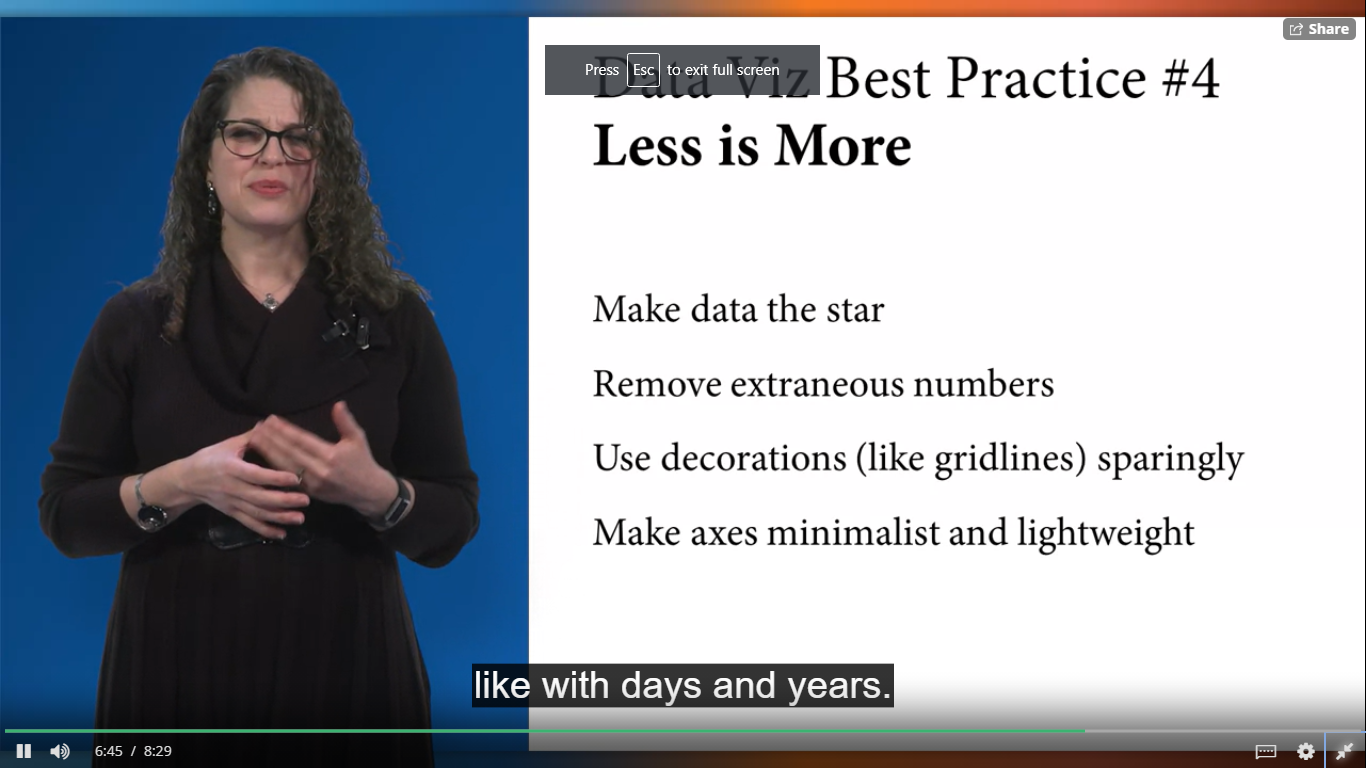 Share
Press Esc to exit full screen
Data Viz Best Practice #4
Less is More
Make data the star
Remove extraneous numbers
Use decorations (like gridlines) sparingly
Make axes minimalist and lightweight
like with days and years.
6:45 / 8:29